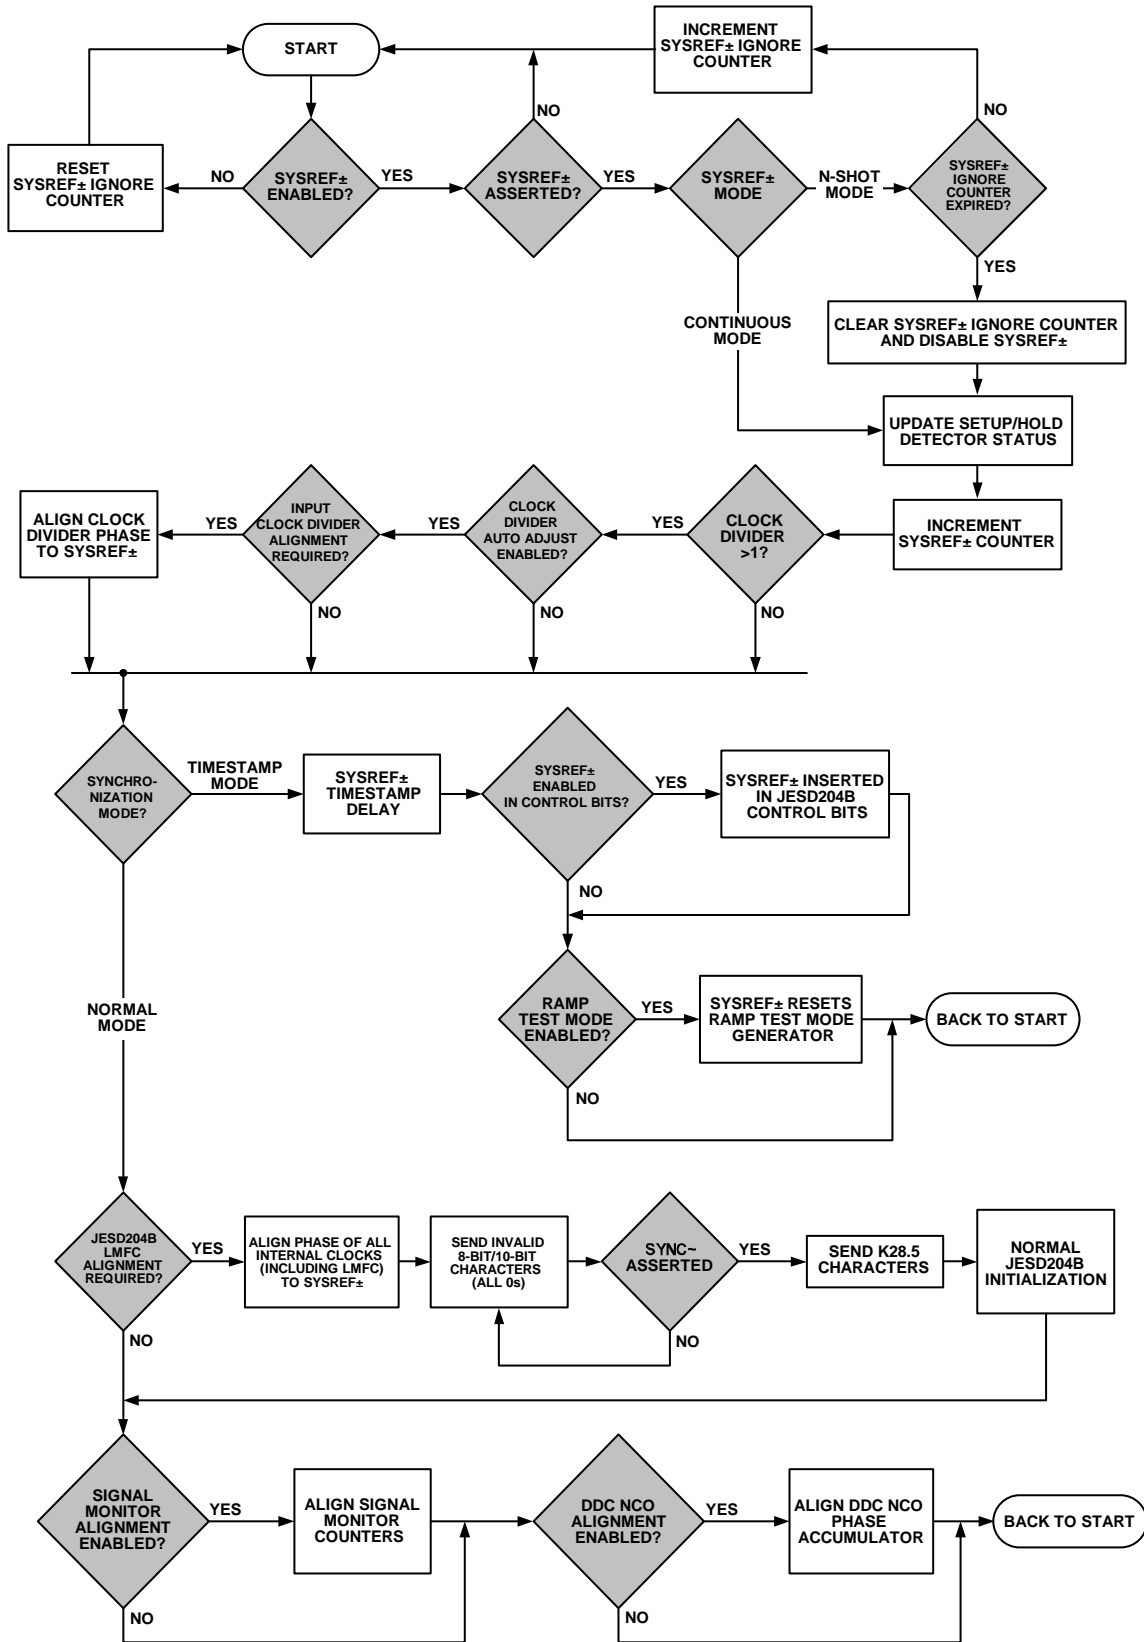 START
INCREMENT
SYSREF± IGNORE
COUNTER
NO
NO
RESET
SYSREF± IGNORE
COUNTER
NO
SYSREF±
ENABLED?
YES
SYSREF±
ASSERTED?
YES
SYSREF±
MODE
N-SHOT
MODE
SYSREF±
IGNORE
COUNTER
EXPIRED?
YES
CONTINUOUS
MODE
CLEAR SYSREF± IGNORE COUNTER
AND DISABLE SYSREF±
UPDATE SETUP/HOLD
DETECTOR STATUS
ALIGN CLOCK
DIVIDER PHASE
TO SYSREF±
YES
INPUT
CLOCK DIVIDER
ALIGNMENT
REQUIRED?
YES
CLOCK
DIVIDER
AUTO ADJUST
ENABLED?
YES
CLOCK
DIVIDER
>1?
INCREMENT
SYSREF± COUNTER
NO
NO
NO
SYNCHRO-
NIZATION
MODE?
TIMESTAMP
MODE
SYSREF±
TIMESTAMP
DELAY
SYSREF±
ENABLED
IN CONTROL BITS?
YES
SYSREF± INSERTED
IN JESD204B
CONTROL BITS
NO
NORMAL
MODE
RAMP
TEST MODE
ENABLED?
YES
SYSREF± RESETS
RAMP TEST MODE
GENERATOR
BACK TO START
NO
JESD204B
LMFC
ALIGNMENT
REQUIRED?
YES
ALIGN PHASE OF ALL
INTERNAL CLOCKS
(INCLUDING LMFC)
TO SYSREF±
SEND INVALID
8-BIT/10-BIT
CHARACTERS
(ALL 0s)
SYNC~
ASSERTED
YES
SEND K28.5
CHARACTERS
NORMAL
JESD204B
INITIALIZATION
NO
NO
SIGNAL
MONITOR
ALIGNMENT
ENABLED?
YES
ALIGN SIGNAL
MONITOR
COUNTERS
DDC NCO
ALIGNMENT
ENABLED?
YES
ALIGN DDC NCO
PHASE
ACCUMULATOR
BACK TO START
NO
NO